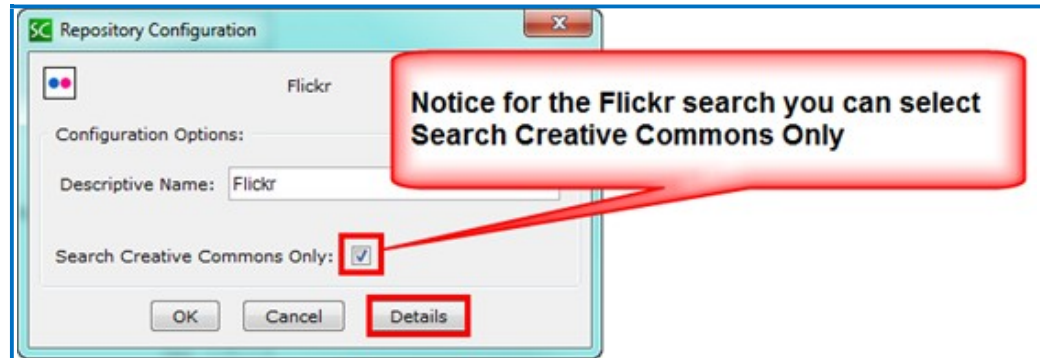 SC Repository Configuration
Flickr
Notice for the Flickr search you can select
Search Creative Commons Only
Configuration Options:
Descriptive Name: Flickr
Search Creative Commons Only:
OK Cancel Details